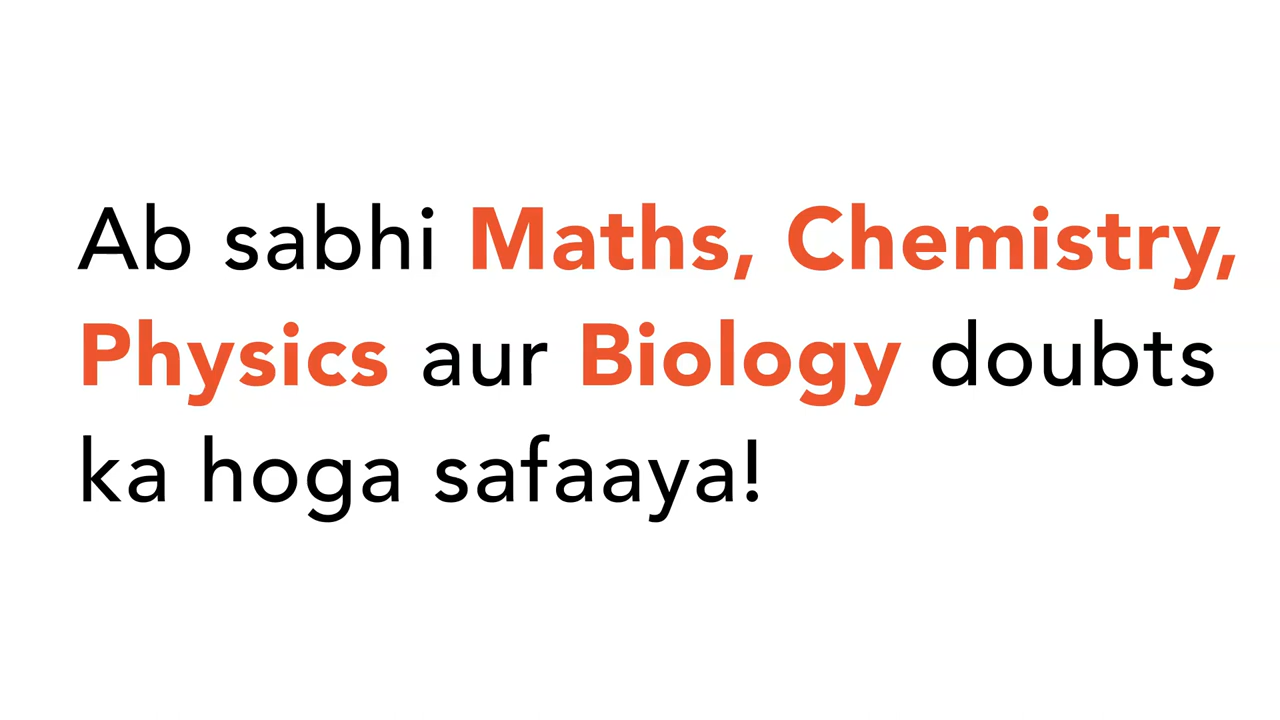 Ab sabhi Maths, Chemistry,
Physics aur Biology doubts
ka hoga safaaya!